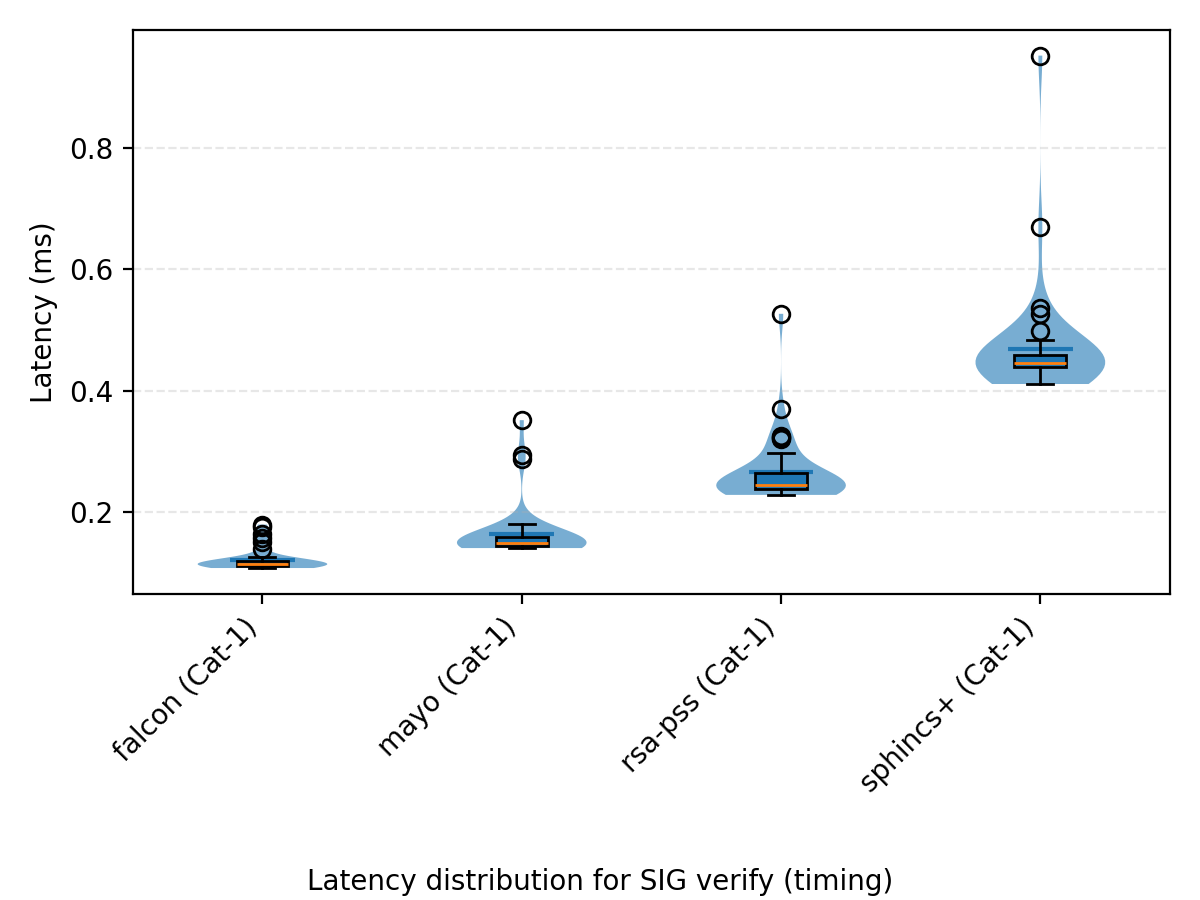 Latency (ms)
0.8
0.6
0.4
0.2
falcon (Cat-1)
mayo (Cat-1)
rsa-pss (Cat-1)
sphincs+ (Cat-1)
Latency distribution for SIG verify (timing)